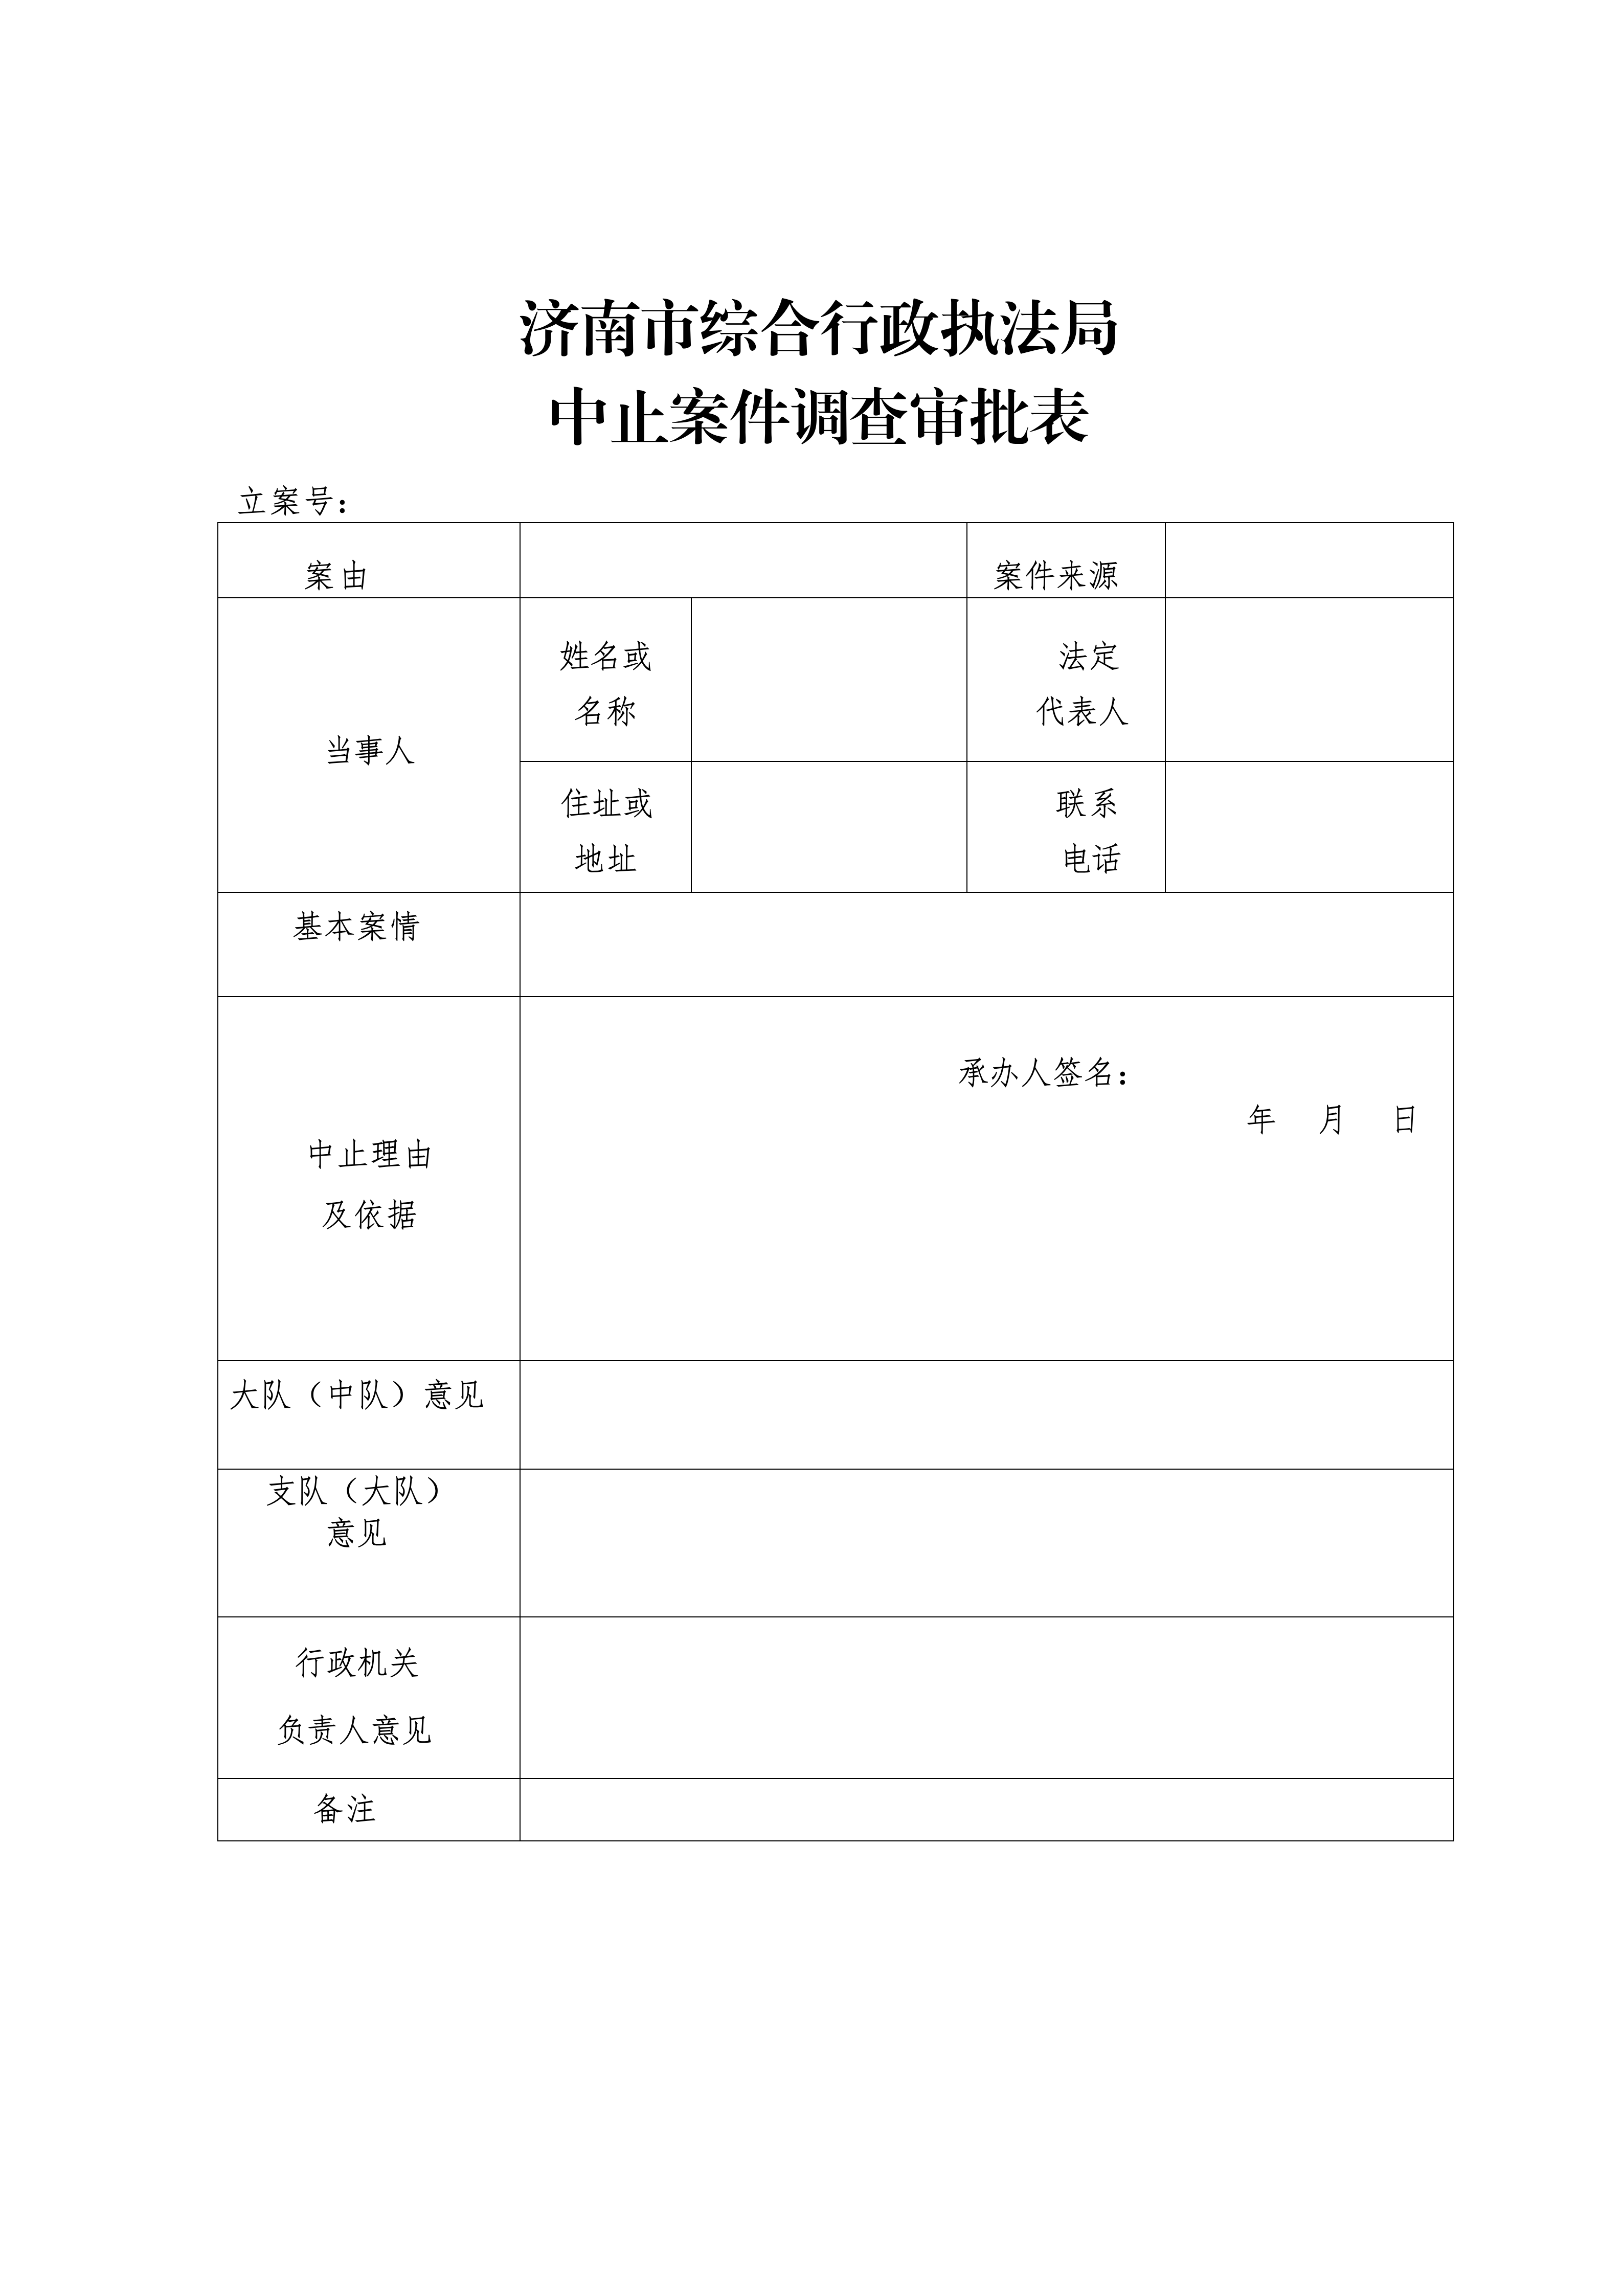 济南市综合行政执法局
中止案件调查审批表
立案号：
案由
案件来源
当事人
姓名或
名称
法定
代表人
住址或
地址
联系
电话
基本案情
中止理由
及依据
承办人签名：
年 月 日
大队（中队）意见
支队（大队）
意见
行政机关
负责人意见
备注